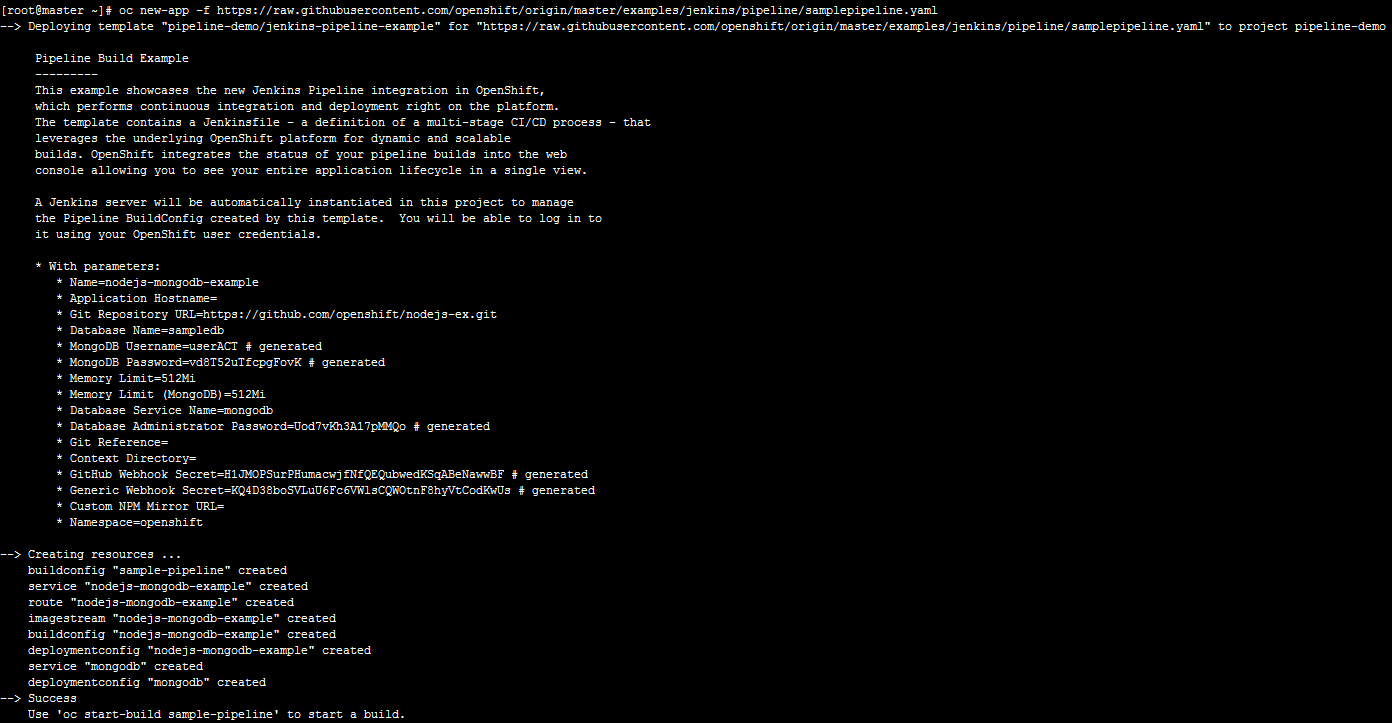 [root@master ~]# oc new-app -f https://raw.githubusercontent.com/openshift/origin/master/examples/jenkins/pipeline/samplepipeline.yaml
--> Deploying template "pipeline-demo/jenkins-pipeline-example" for "https://raw.githubusercontent.com/openshift/origin/master/examples/jenkins/pipeline/samplepipeline.yaml" to project pipeline-demo
Pipeline Build Example
---------
This example showcases the new Jenkins Pipeline integration in OpenShift,
which performs continuous integration and deployment right on the platform.
The template contains a Jenkinsfile - a definition of a multi-stage CI/CD process - that
leverages the underlying OpenShift platform for dynamic and scalable
builds. OpenShift integrates the status of your pipeline builds into the web
console allowing you to see your entire application lifecycle in a single view.
A Jenkins server will be automatically instantiated in this project to manage
the Pipeline BuildConfig created by this template.  You will be able to log in to
it using your OpenShift user credentials.
* With parameters:
* Name=nodejs-mongodb-example
* Application Hostname=
* Git Repository URL=https://github.com/openshift/nodejs-ex.git
* Database Name=sampledb
* MongoDB Username=userACT # generated
* MongoDB Password=vd8T52uTfcpgFovK # generated
* Memory Limit=512Mi
* Memory Limit (MongoDB)=512Mi
* Database Service Name=mongodb
* Database Administrator Password=Uod7vKh3A17pMMQo # generated
* Git Reference=
* Context Directory=
* GitHub Webhook Secret=H1JMOPSurPHumacwjfNfQEQubwedKSqABeNawwBF # generated
* Generic Webhook Secret=KQ4D38boSVLuU6Fc6VWlsCQWOtnF8hyVtCodKwUs # generated
* Custom NPM Mirror URL=
* Namespace=openshift
--> Creating resources ...
buildconfig "sample-pipeline" created
service "nodejs-mongodb-example" created
route "nodejs-mongodb-example" created
imagestream "nodejs-mongodb-example" created
buildconfig "nodejs-mongodb-example" created
deploymentconfig "nodejs-mongodb-example" created
service "mongodb" created
deploymentconfig "mongodb" created
--> Success
Use 'oc start-build sample-pipeline' to start a build.